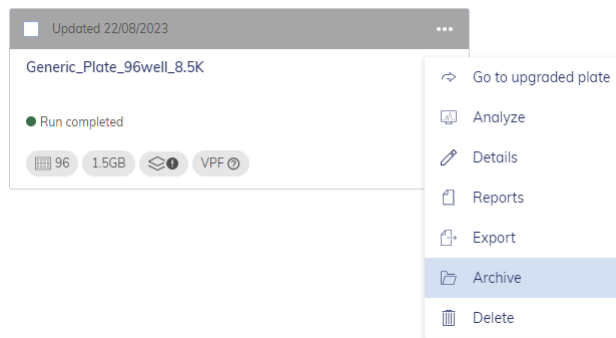 Updated 22/08/2023
Generic_Plate_96well_8.5K
Run completed
96 1.5GB VPF
Go to upgraded plate
Analyze
Details
Reports
Export
Archive
Delete